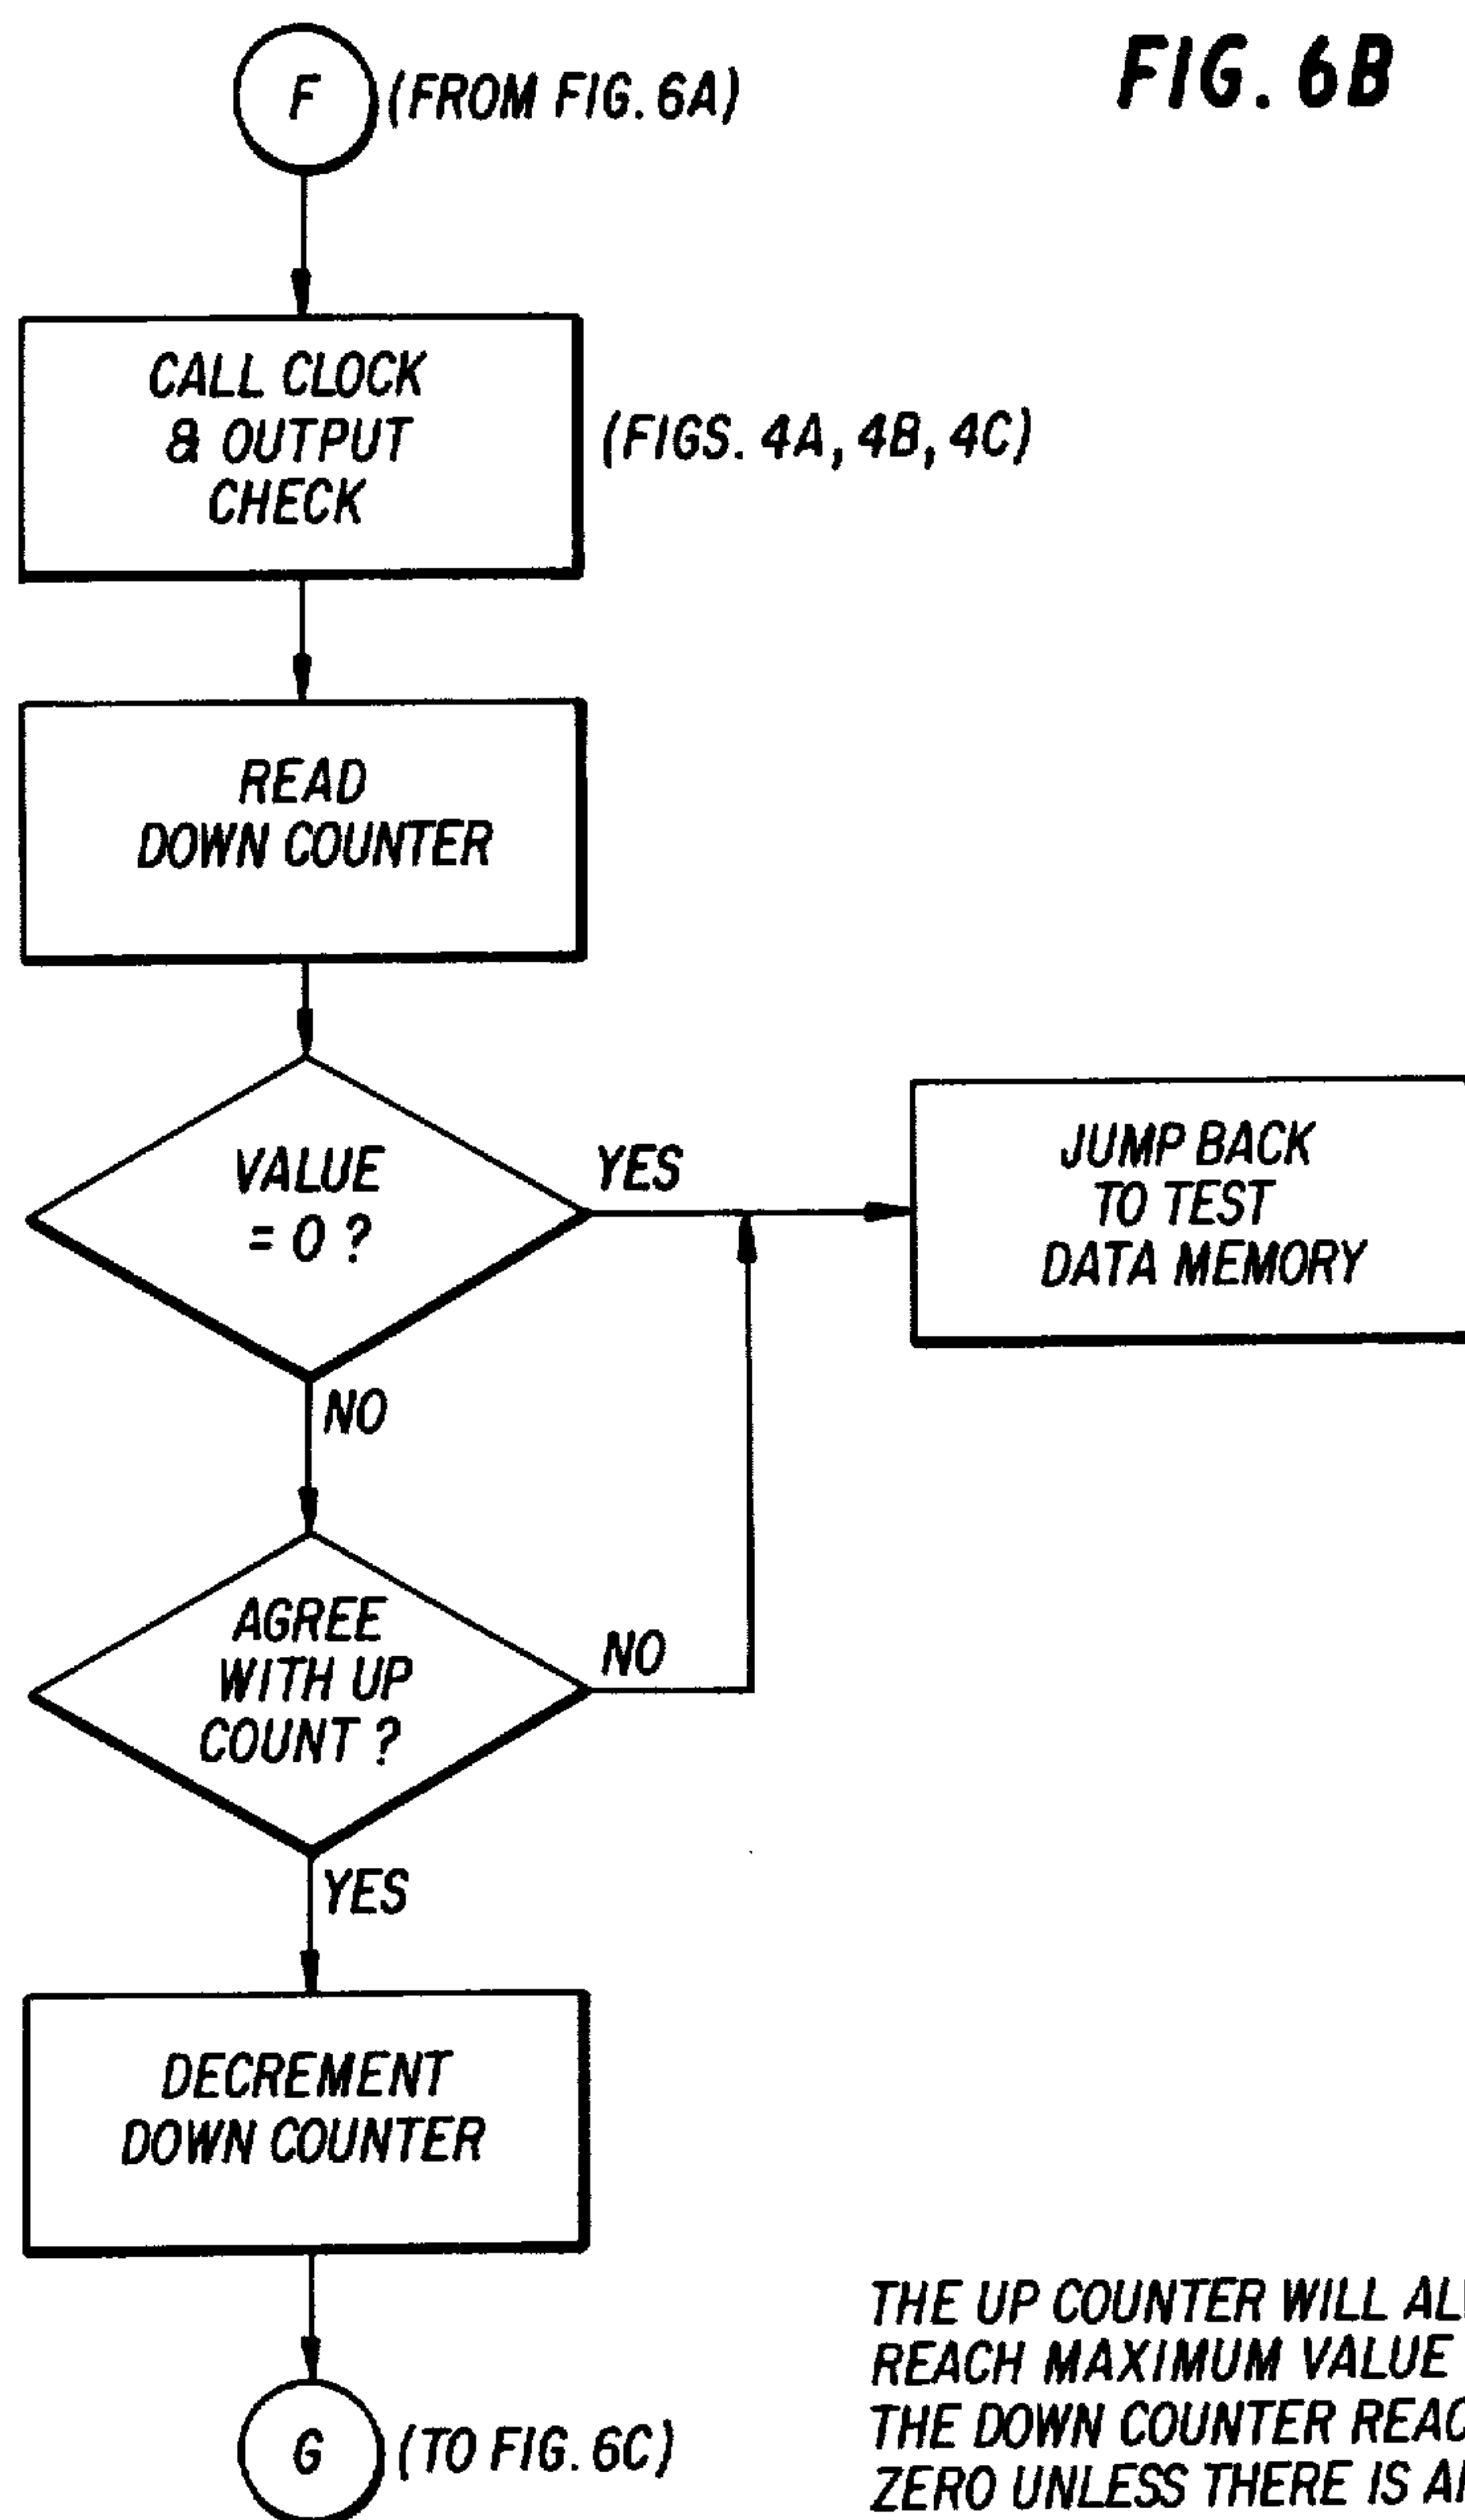 FIG. 6B
F (FROM FIG. 6A)
CALL CLOCK
& OUTPUT
CHECK
(FIGS. 4A, 4B, 4C)
READ
DOWN COUNTER
VALUE
= 0 ?
YES
JUMP BACK
TO TEST
DATA MEMORY
NO
AGREE
WITH UP
COUNT ?
NO
YES
DECREMENT
DOWN COUNTER
G (TO FIG. 6C)
THE UP COUNTER WILL
REACH MAXIMUM VALUE
THE DOWN COUNTER
ZERO UNLESS THERE IS